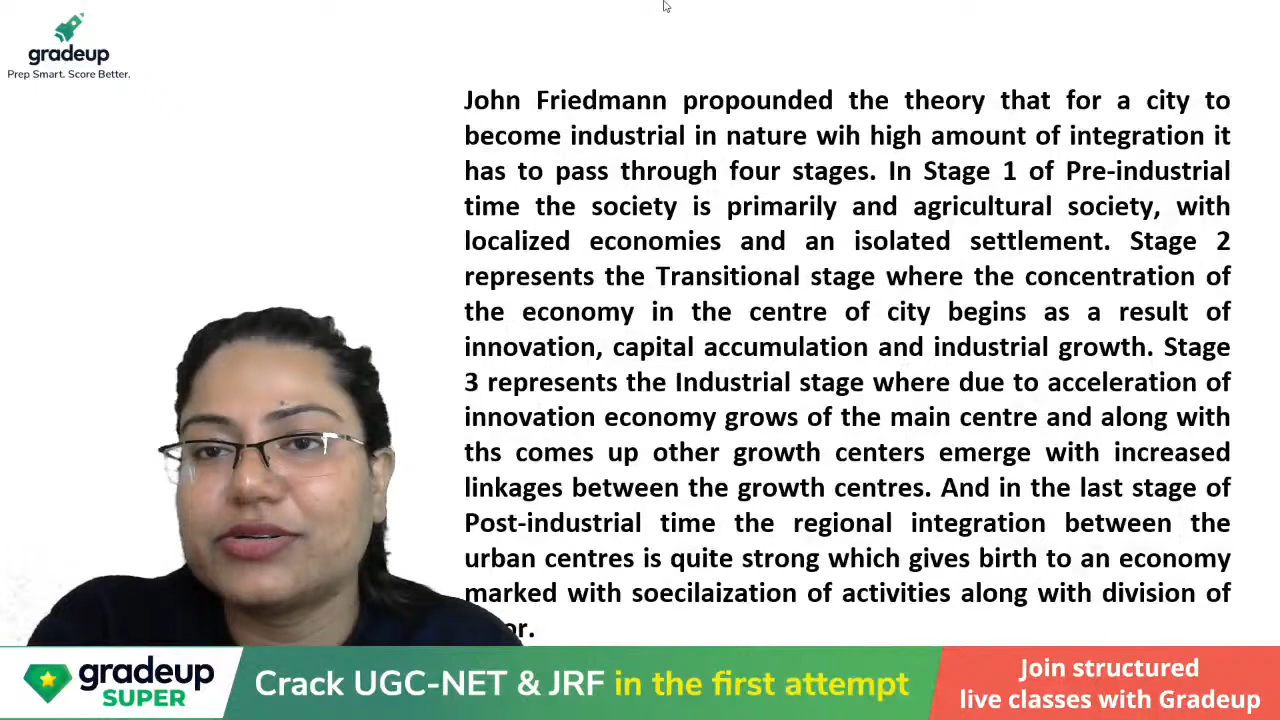 gradeup
Prep Smart. Score Better.
John Friedmann propounded the theory that for a city to
become industrial in nature wih high amount of integration it
has to pass through four stages. In Stage 1 of Pre-industrial
time the society is primarily and agricultural society, with
localized economies and an isolated settlement. Stage 2
represents the Transitional stage where the concentration of
the economy in the centre of city begins as a result of
innovation, capital accumulation and industrial growth. Stage
3 represents the Industrial stage where due to acceleration of
innovation economy grows of the main centre and along with
ths comes up other growth centers emerge with increased
linkages between the growth centres. And in the last stage of
Post-industrial time the regional integration between the
urban centres is quite strong which gives birth to an economy
marked with soecilaization of activities along with division of
gradeup
SUPER
Crack UGC-NET & JRF in the first attempt
Join structured
live classes with Gradeup